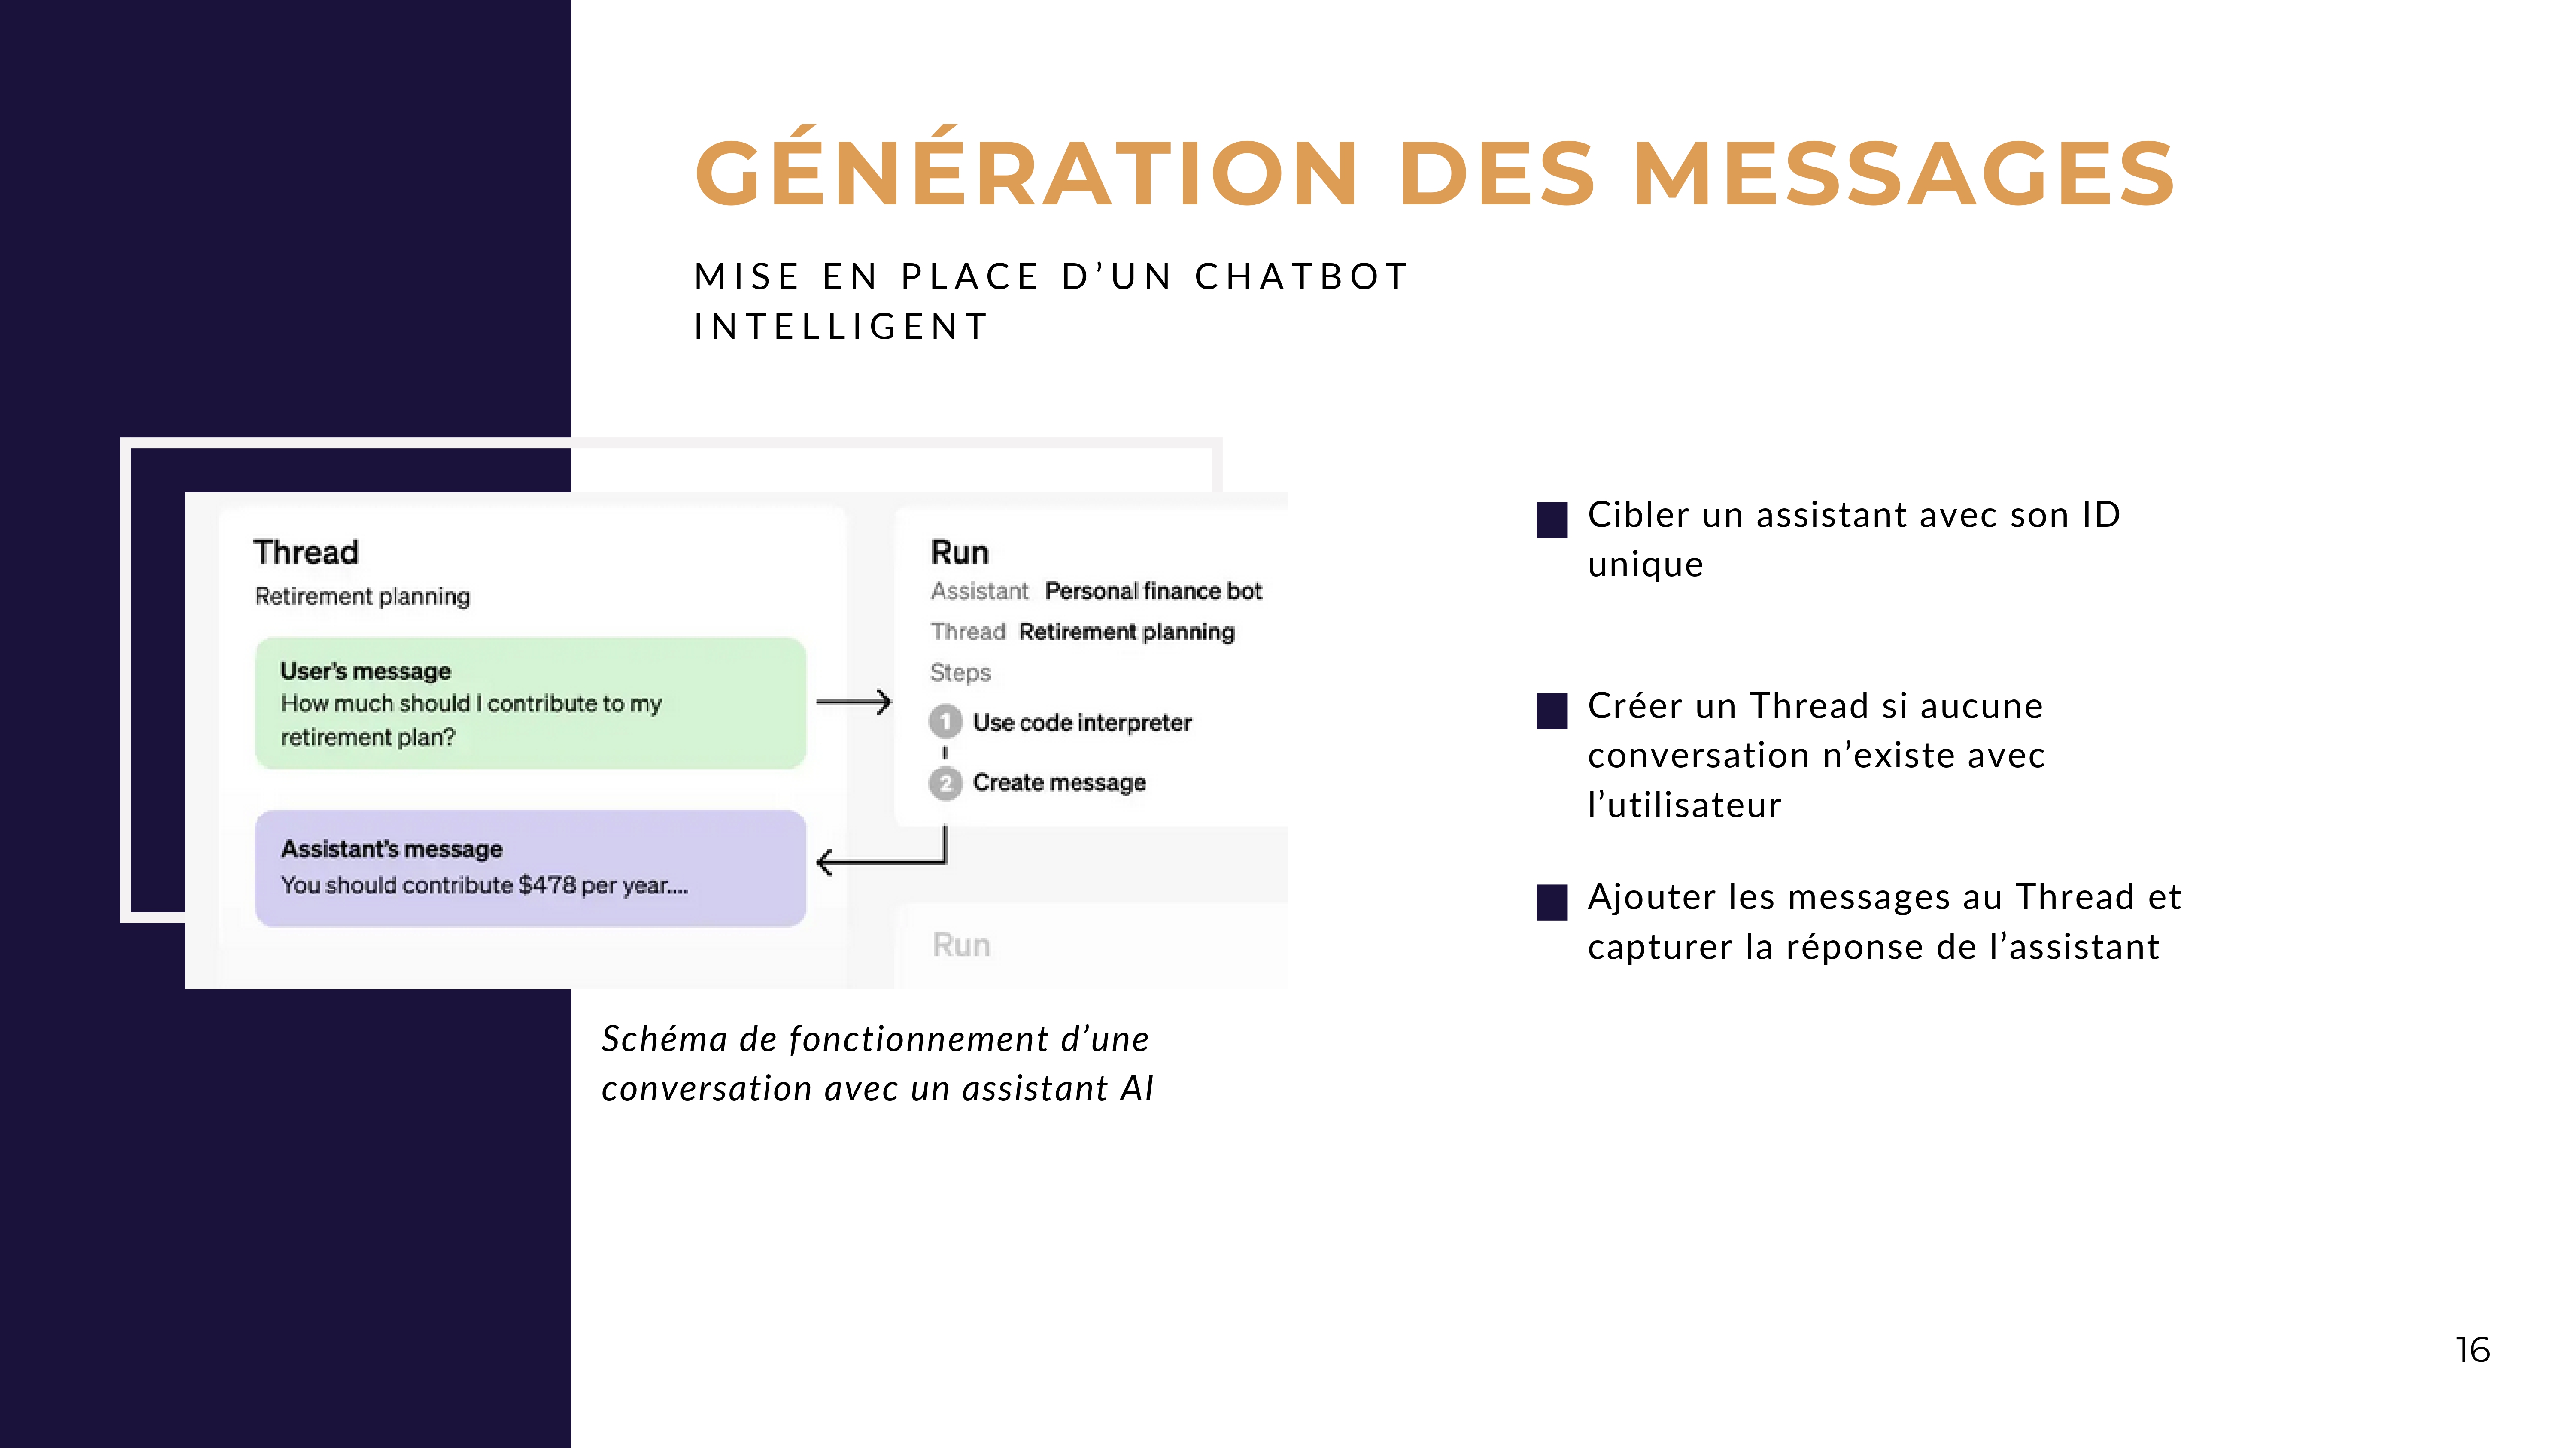 GÉNÉRATION DES MESSAGES
MISE EN PLACE D’UN CHATBOT
INTELLIGENT
Thread
Retirement planning
User’s message
How much should I contribute to my
retirement plan?
Assistant’s message
You should contribute $478 per year....
Run
Assistant Personal finance bot
Thread Retirement planning
Steps
1 Use code interpreter
2 Create message
Run
Schéma de fonctionnement d’une
conversation avec un assistant AI
Cibler un assistant avec son ID
unique
Créer un Thread si aucune
conversation n’existe avec
l’utilisateur
Ajouter les messages au Thread et
capturer la réponse de l’assistant
16